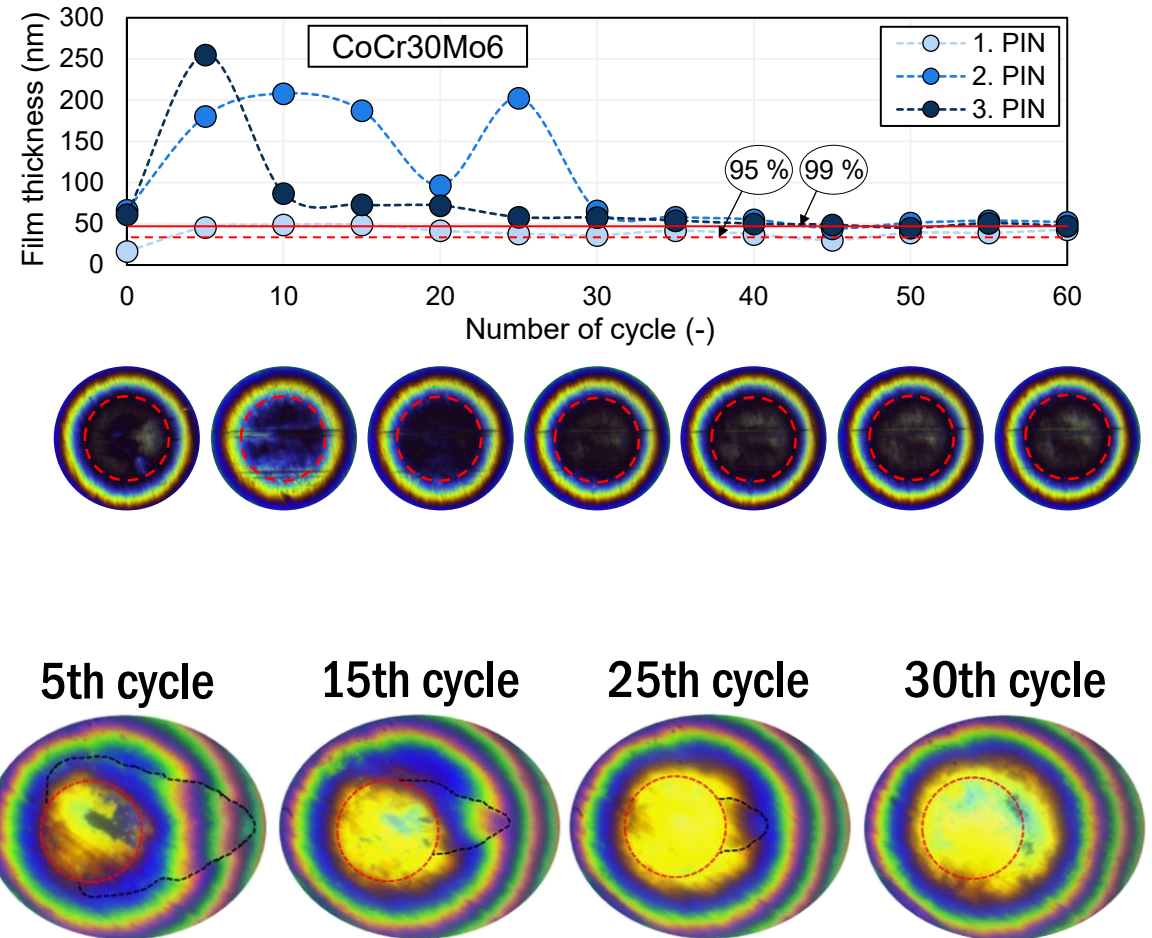 300
250
200
150
100
50
0
Film thickness (nm)
CoCr30Mo6
1. PIN
2. PIN
3. PIN
95 %
99 %
0 10 20 30 40 50 60
Number of cycle (-)
5th cycle 15th cycle 25th cycle 30th cycle